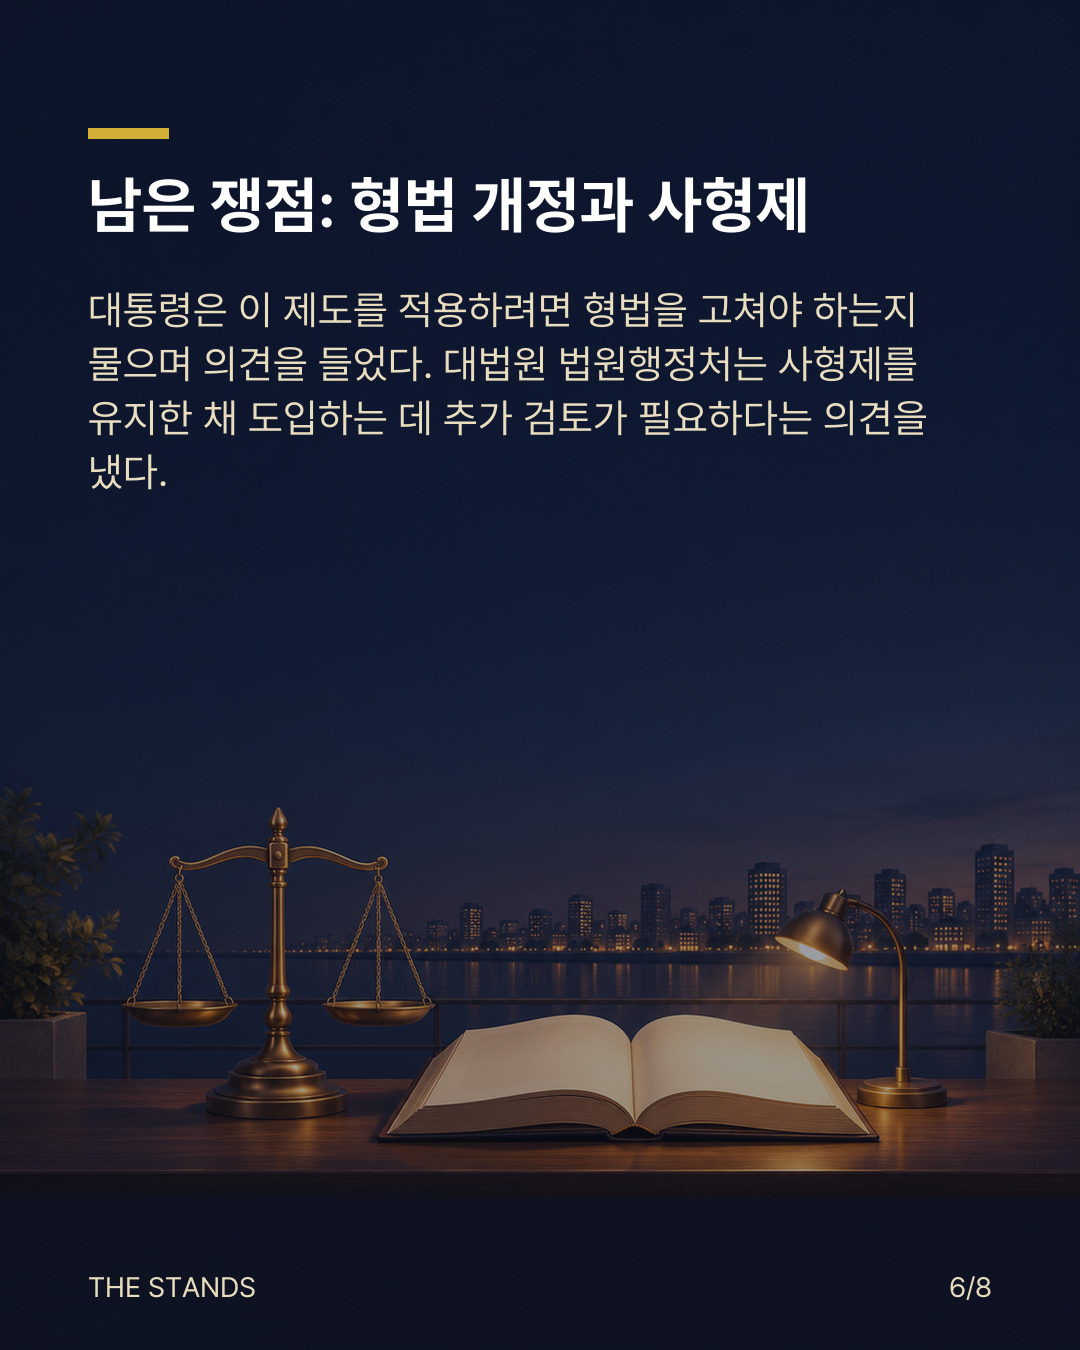 남은 쟁점: 형법 개정과 사형제
대통령은 이 제도를 적용하려면 형법을 고쳐야 하는지
물으며 의견을 들었다. 대법원 법원행정처는 사형제를
유지한 채 도입하는 데 추가 검토가 필요하다는 의견을
냈다.
THE STANDS
6/8